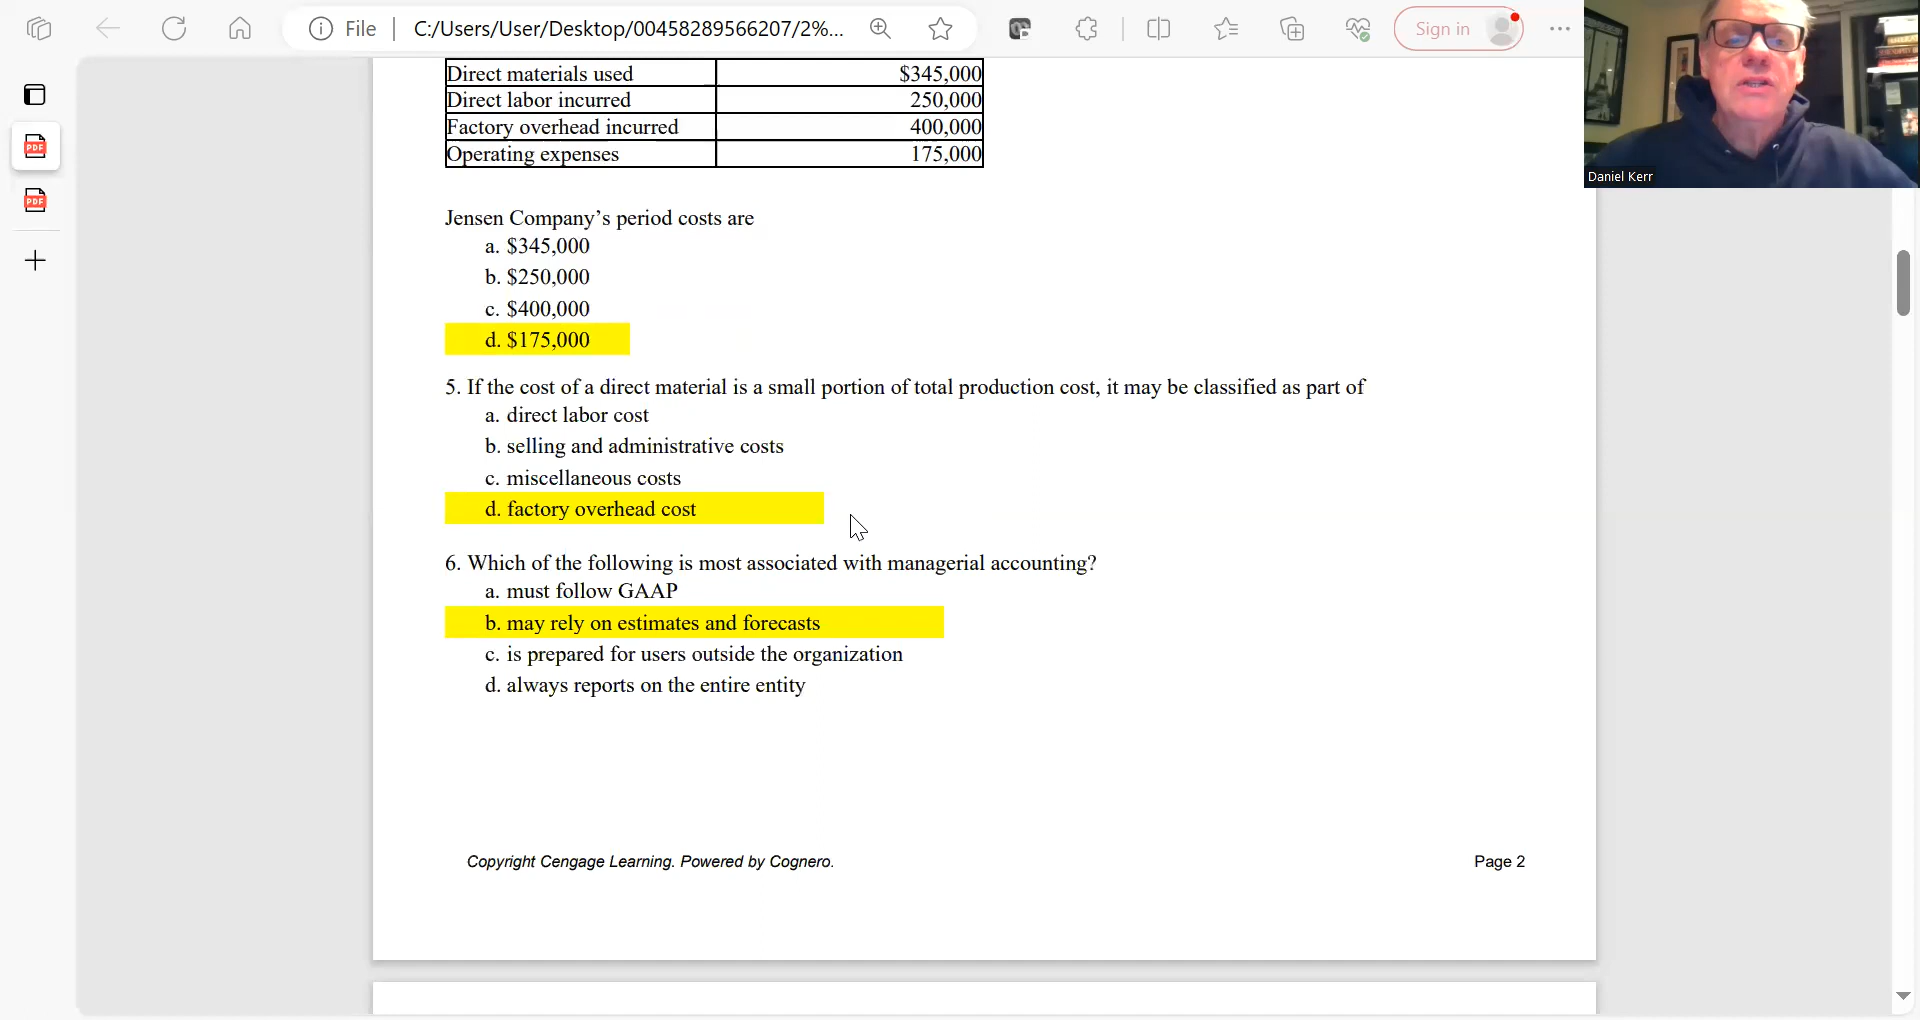 File
C:/Users/User/Desktop/00458289566207/2%...
Sign in
Daniel Kerr
PDF
PDF
Direct materials used $345,000
Direct labor incurred 250,000
Factory overhead incurred 400,000
Operating expenses 175,000
Jensen Company’s period costs are
a. $345,000
b. $250,000
c. $400,000
d. $175,000
5. If the cost of a direct material is a small portion of total production cost, it may be classified as part of
a. direct labor cost
b. selling and administrative costs
c. miscellaneous costs
d. factory overhead cost
6. Which of the following is most associated with managerial accounting?
a. must follow GAAP
b. may rely on estimates and forecasts
c. is prepared for users outside the organization
d. always reports on the entire entity
Copyright Cengage Learning. Powered by Cognero.
Page 2